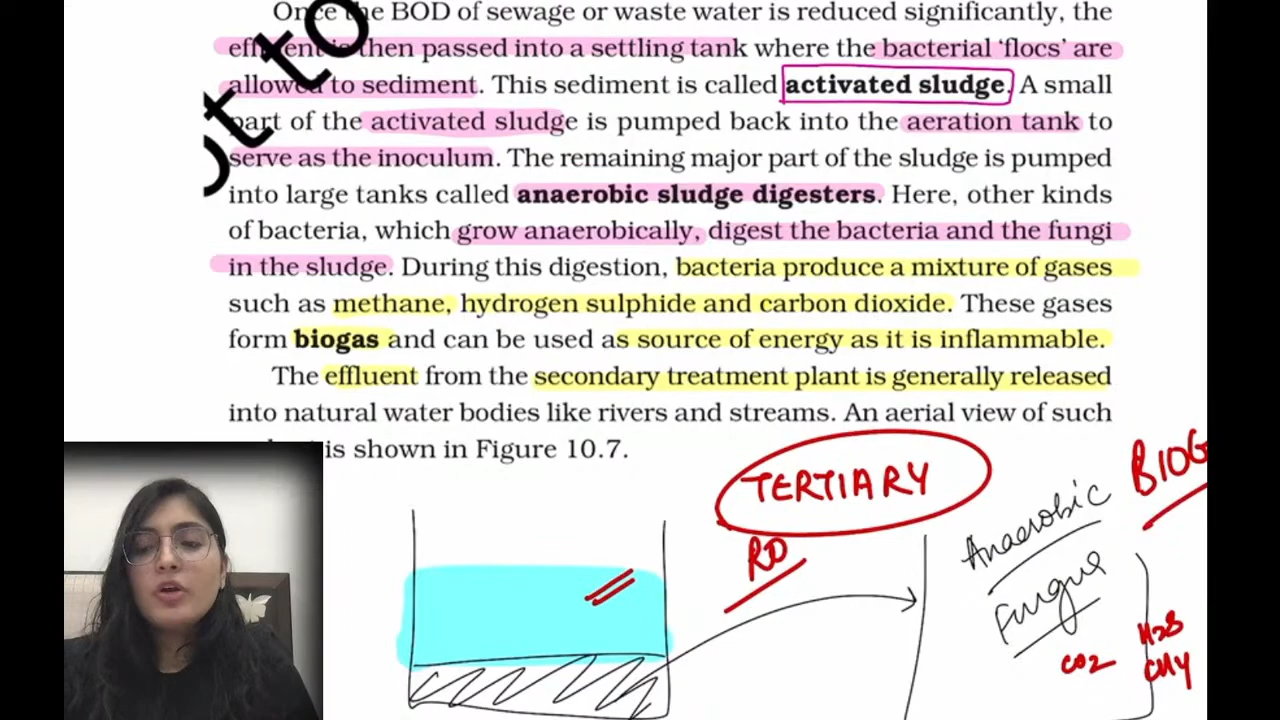 Once the BOD of sewage or waste water is reduced significantly, the
effluent is then passed into a settling tank where the bacterial ‘flocs’ are
allowed to sediment. This sediment is called activated sludge. A small
part of the activated sludge is pumped back into the aeration tank to
serve as the inoculum. The remaining major part of the sludge is pumped
into large tanks called anaerobic sludge digesters. Here, other kinds
of bacteria, which grow anaerobically, digest the bacteria and the fungi
in the sludge. During this digestion, bacteria produce a mixture of gases
such as methane, hydrogen sulphide and carbon dioxide. These gases
form biogas and can be used as source of energy as it is inflammable.
The effluent from the secondary treatment plant is generally released
into natural water bodies like rivers and streams. An aerial view of such
is shown in Figure 10.7.
to
TERTIARY
RO
Anaerobic
Fungus
BIOG
CO2
H2S
CH4